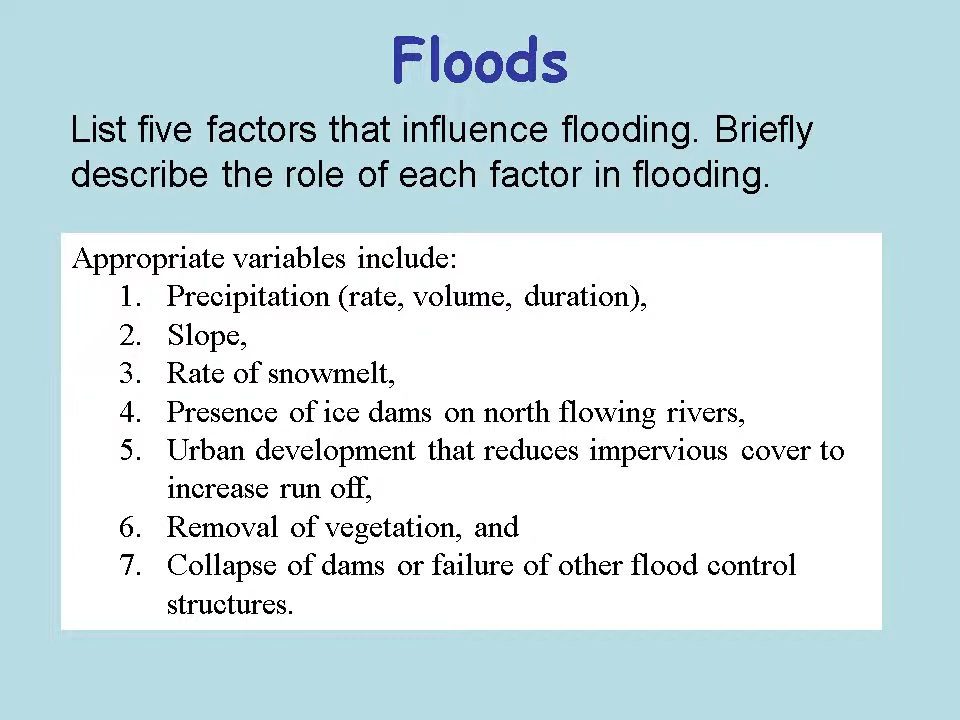 Floods
List five factors that influence flooding. Briefly
describe the role of each factor in flooding.
Appropriate variables include:
1. Precipitation (rate, volume, duration),
2. Slope,
3. Rate of snowmelt,
4. Presence of ice dams on north flowing rivers,
5. Urban development that reduces impervious cover to
increase run off,
6. Removal of vegetation, and
7. Collapse of dams or failure of other flood control
structures.